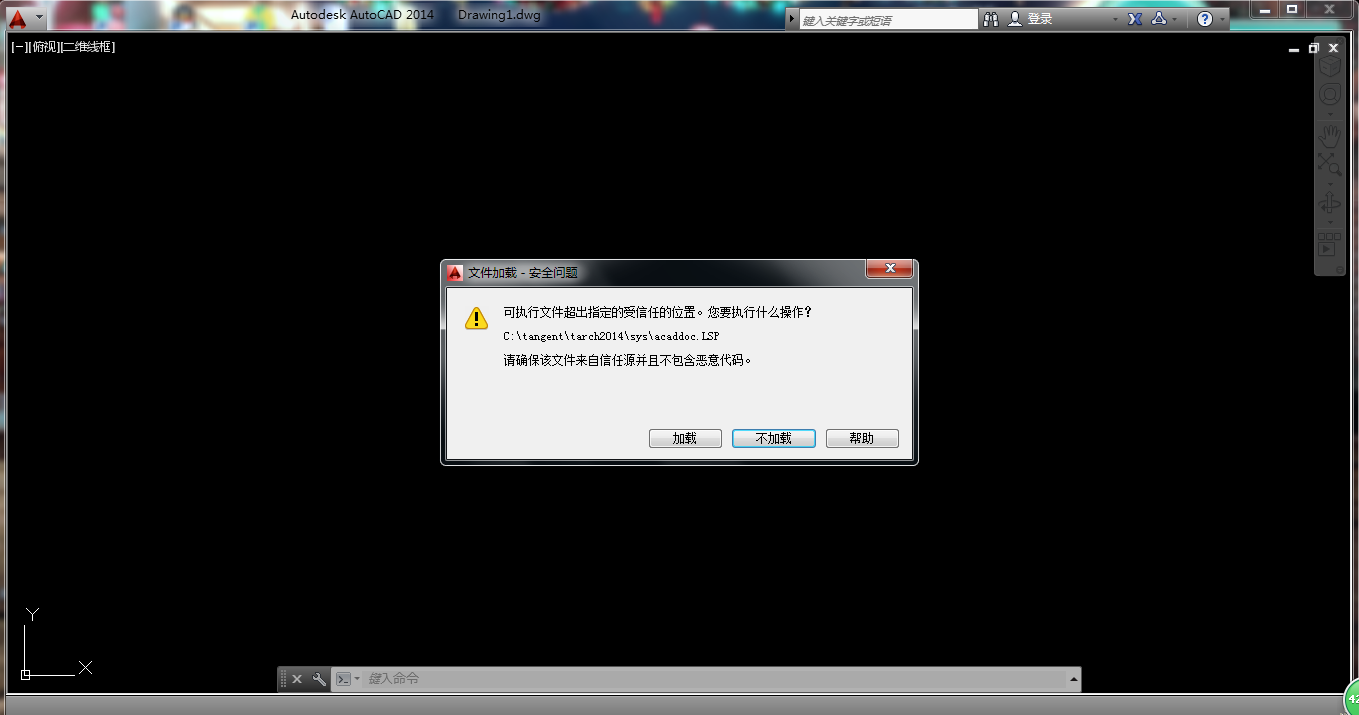 Autodesk AutoCAD 2014 Drawing1.dwg
键入关键字或短语
登录
[−][俯视][二维线框]
文件加载 - 安全问题
可执行文件超出指定的受信任的位置。您要执行什么操作?
C:\tangent\tarch2014\sys\acaddoc.LSP
请确保该文件来自信任源并且不包含恶意代码。
加载 不加载 帮助
Y
X
键入命令
42